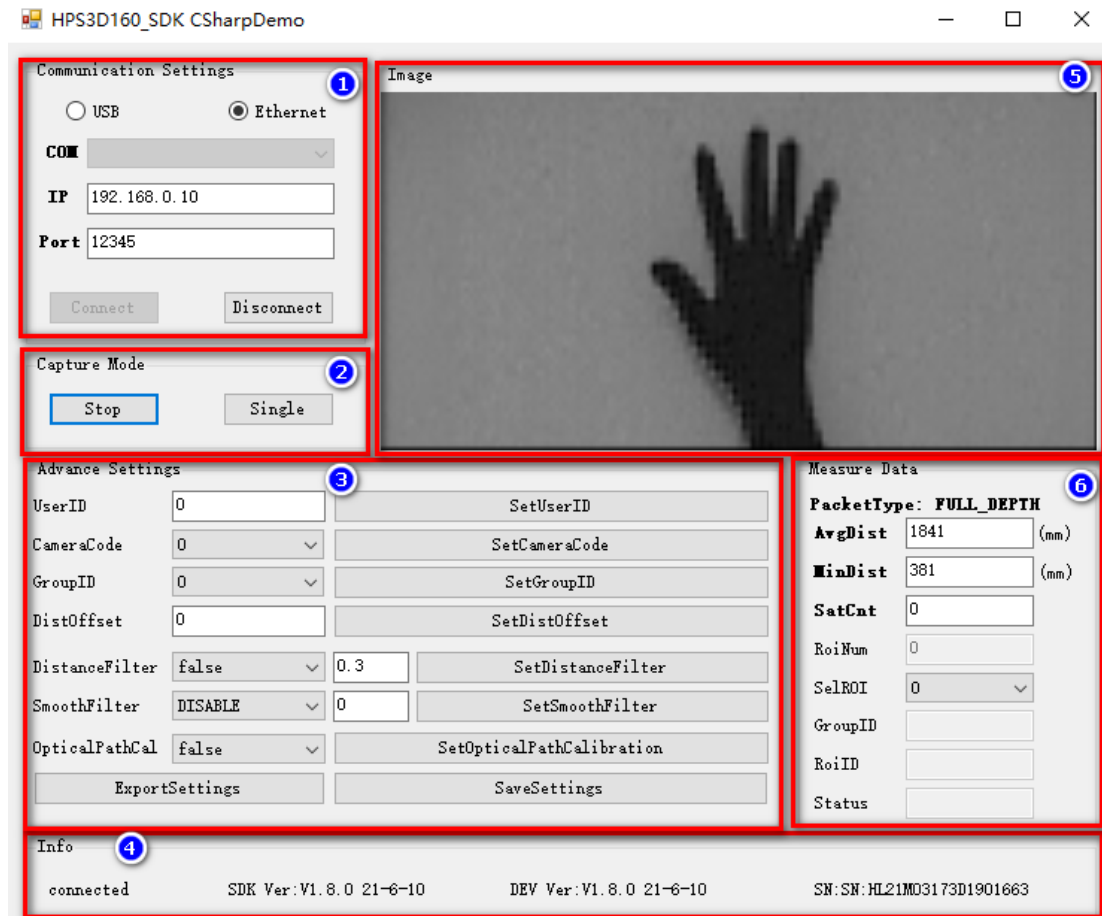 HPS3D160_SDK CSharpDemo
Communication Settings
1
USB
Ethernet
COM
IP
192.168.0.10
Port
12345
Connect
Disconnect
Capture Mode
2
Stop
Single
Image
5
Advance Settings
3
UserID
0
SetUserID
CameraCode
0
SetCameraCode
GroupID
0
SetGroupID
DistOffset
0
SetDistOffset
DistanceFilter
false
0.3
SetDistanceFilter
SmoothFilter
DISABLE
0
SetSmoothFilter
OpticalPathCal
false
SetOpticalPathCalibration
ExportSettings
SaveSettings
Measure Data
6
PacketType: FULL_DEPTH
AvgDist
1841
(mm)
MinDist
381
(mm)
SatCnt
0
RoiNum
0
SelROI
0
GroupID
RoiID
Status
Info
4
connected
SDK Ver:V1.8.0 21-6-10
DEV Ver:V1.8.0 21-6-10
SN:SN:HL21M03173D1901663